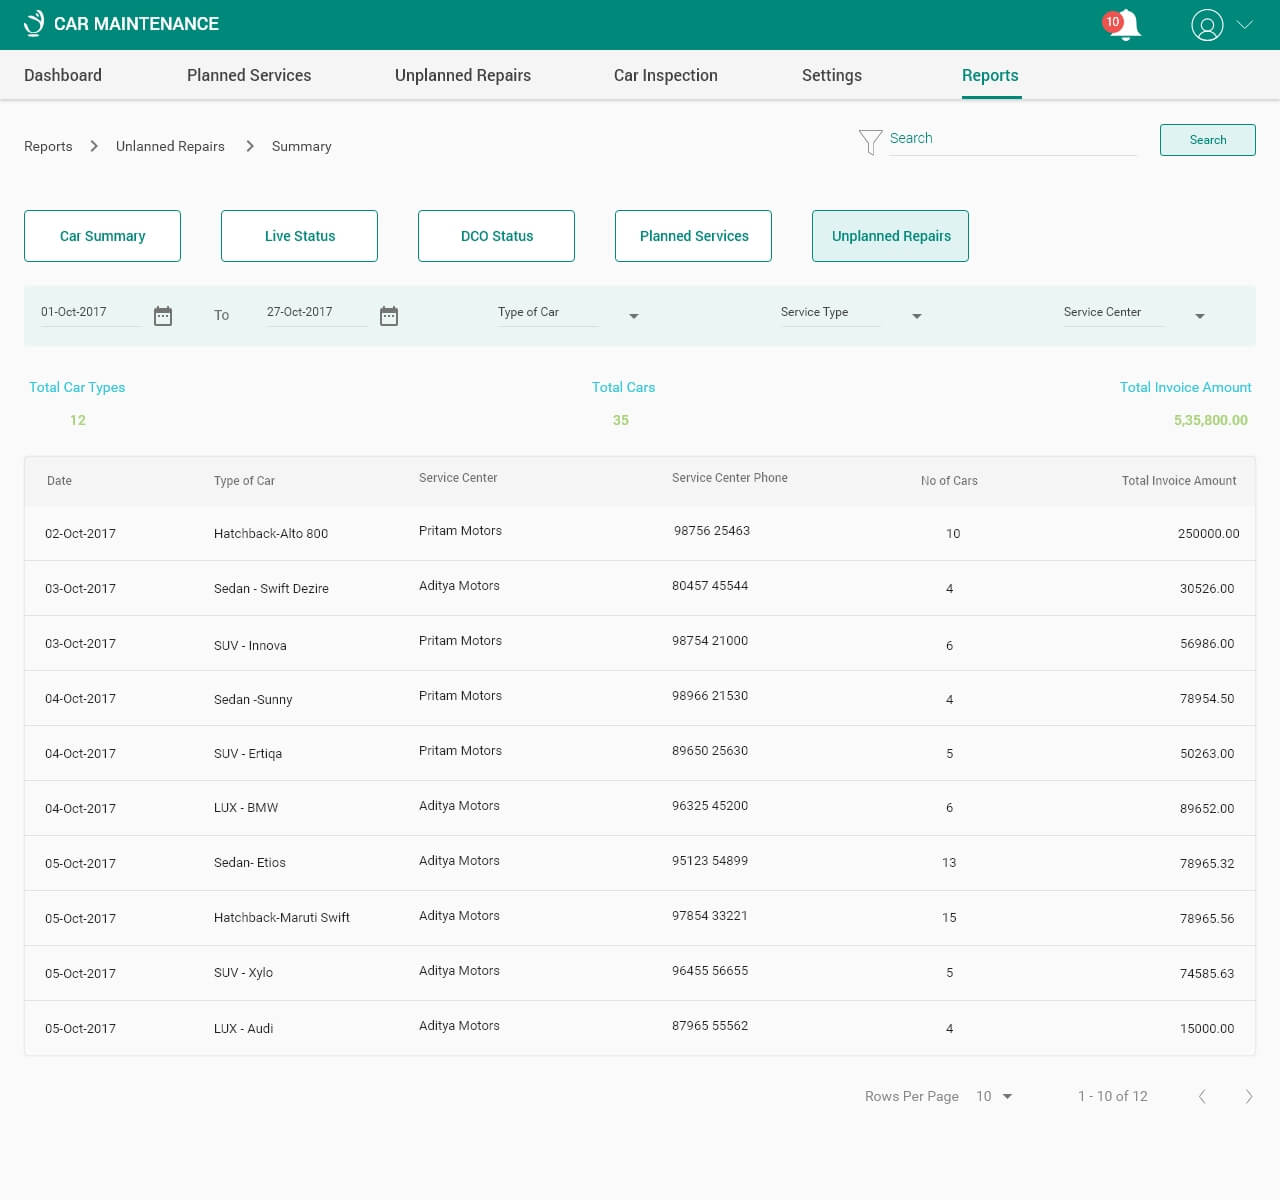 CAR MAINTENANCE 10
Dashboard Planned Services Unplanned Repairs Car Inspection Settings Reports
Reports Unlanned Repairs Summary Search Search
Car Summary Live Status DCO Status Planned Services Unplanned Repairs
01-Oct-2017 To 27-Oct-2017 Type of Car Service Type Service Center
Total Car Types Total Cars Total Invoice Amount
12 35 5,35,800.00
Date Type of Car Service Center Service Center Phone No of Cars Total Invoice Amount
02-Oct-2017 Hatchback-Alto 800 Pritam Motors 98756 25463 10 250000.00
03-Oct-2017 Sedan - Swift Dezire Aditya Motors 80457 45544 4 30526.00
03-Oct-2017 SUV - Innova Pritam Motors 98754 21000 6 56986.00
04-Oct-2017 Sedan -Sunny Pritam Motors 98966 21530 4 78954.50
04-Oct-2017 SUV - Ertiqa Pritam Motors 89650 25630 5 50263.00
04-Oct-2017 LUX - BMW Aditya Motors 96325 45200 6 89652.00
05-Oct-2017 Sedan- Etios Aditya Motors 95123 54899 13 78965.32
05-Oct-2017 Hatchback-Maruti Swift Aditya Motors 97854 33221 15 78965.56
05-Oct-2017 SUV - Xylo Aditya Motors 96455 56655 5 74585.63
05-Oct-2017 LUX - Audi Aditya Motors 87965 55562 4 15000.00
Rows Per Page 10 1 - 10 of 12